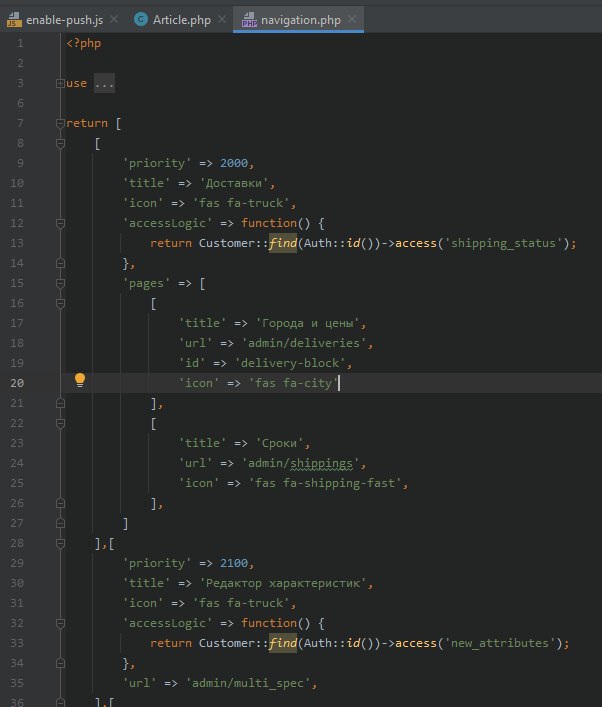 enable-push.js Article.php navigation.php
1 <?php
2
3 use ...
6
7 return [
8     [
9         'priority' => 2000,
10         'title' => 'Доставки',
11         'icon' => 'fas fa-truck',
12         'accessLogic' => function() {
13             return Customer::find(Auth::id())->access('shipping_status');
14         },
15         'pages' => [
16             [
17                 'title' => 'Города и цены',
18                 'url' => 'admin/deliveries',
19                 'id' => 'delivery-block',
20                 'icon' => 'fas fa-city'
21             ],
22             [
23                 'title' => 'Сроки',
24                 'url' => 'admin/shippings',
25                 'icon' => 'fas fa-shipping-fast',
26             ],
27         ]
28     ],[
29         'priority' => 2100,
30         'title' => 'Редактор характеристик',
31         'icon' => 'fas fa-truck',
32         'accessLogic' => function() {
33             return Customer::find(Auth::id())->access('new_attributes');
34         },
35         'url' => 'admin/multi_spec',
36     ],[